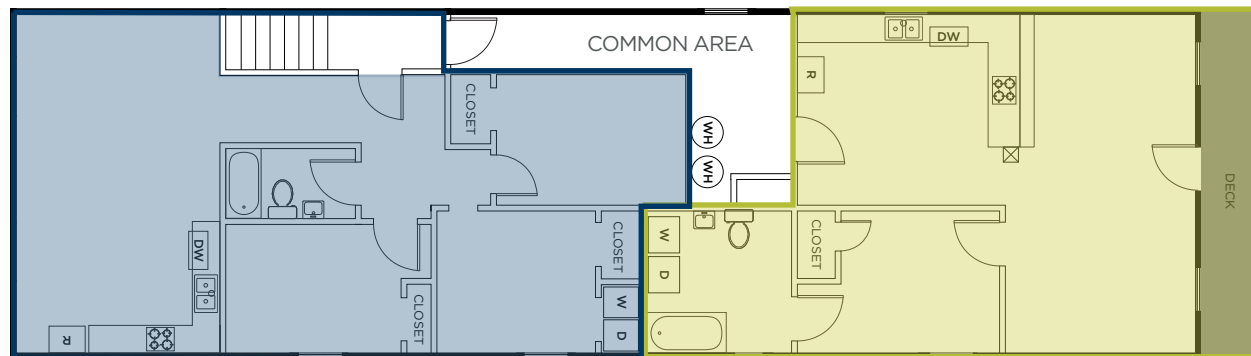 COMMON AREA
DW
R
CLOSET
WH
WH
DECK
W
D
CLOSET
CLOSET
DW
CLOSET
W
D
R